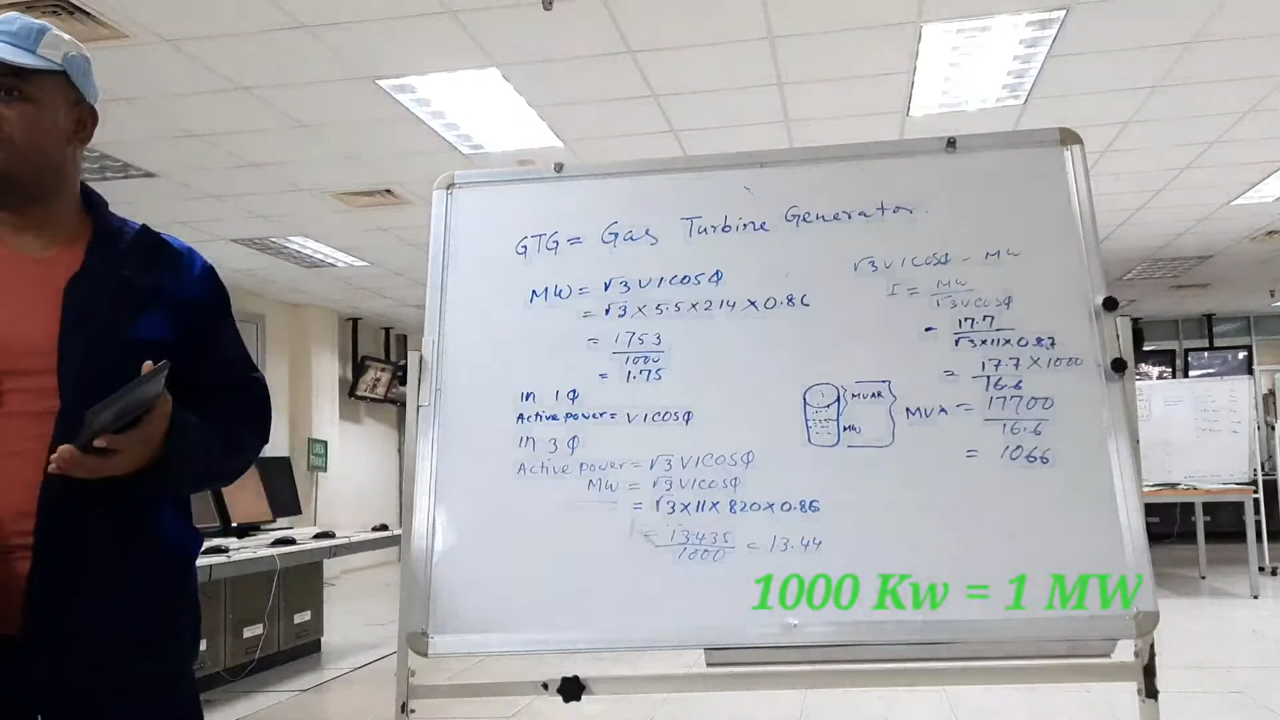 GTG = Gas Turbine Generator.
MW = √3 V I COSϕ
= √3 × 5.5 × 214 × 0.86
= 1753
1000
= 1.75
IN 1ϕ
Active power = V I COSϕ
IN 3ϕ
Active power = √3 V I COSϕ
MW = √3 V I COSϕ
= √3 × 11 × 820 × 0.86
= 13435
1000
= 13.44
√3 V I COSϕ = MW
I = MW
√3 V COSϕ
= 17.7
√3 × 11 × 0.87
= 17.7 × 1000
16.6
= 17700
16.6
= 1066
MVAR
MW
MVA
1000 Kw = 1 MW